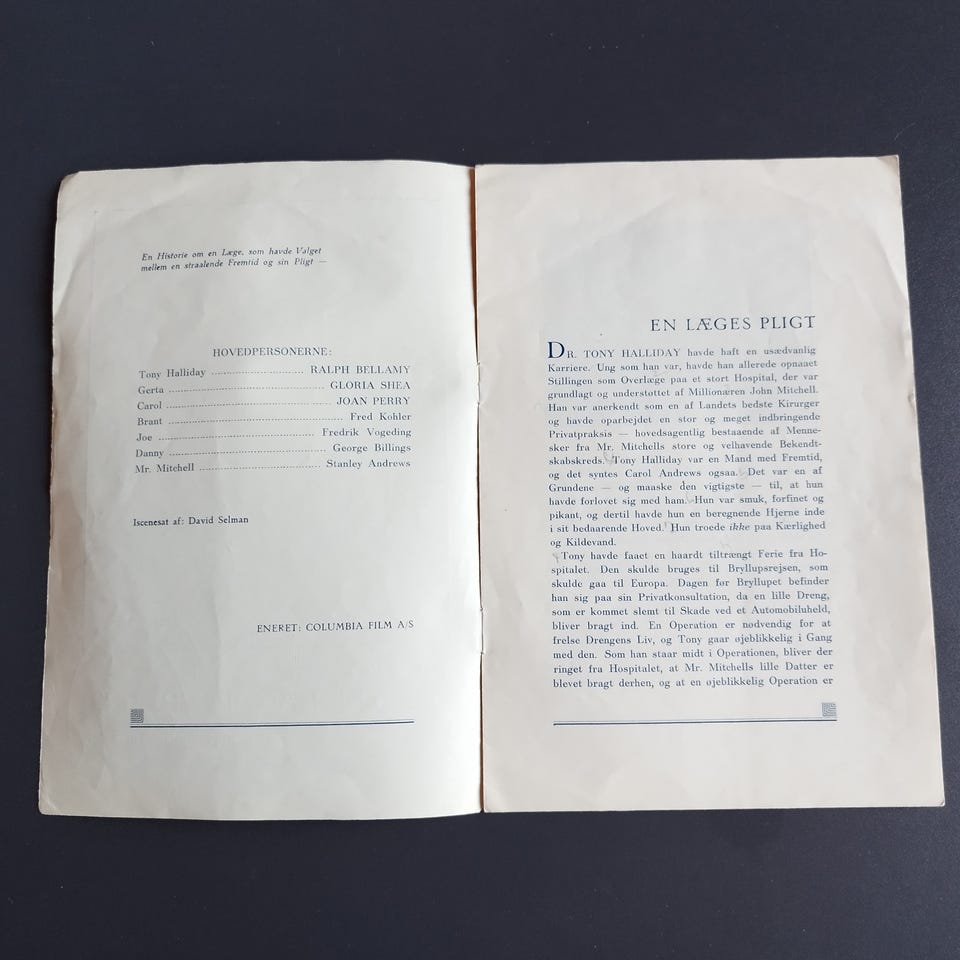 En Historie om en Læge, som havde Valget
mellem en straalende Fremtid og sin Pligt —
HOVEDPERSONERNE:
Tony Halliday ........................ RALPH BELLAMY
Gerta ........................ GLORIA SHEA
Carol ........................ JOAN PERRY
Brant ........................ Fred Kohler
Joe ........................ Fredrik Vogeding
Danny ........................ George Billings
Mr. Mitchell ........................ Stanley Andrews
Iscenesat af: David Selman
ENERET: COLUMBIA FILM A/S
EN LÆGES PLIGT
DR. TONY HALLIDAY havde haft en usædvanlig
Karriere. Ung som han var, havde han allerede opnaaet
Stillingen som Overlæge paa et stort Hospital, der var
grundlagt og understøttet af Millionæren John Mitchell.
Han var anerkendt som en af Landets bedste Kirurger
og havde oparbejdet en stor og meget indbringende
Privatpraksis — hovedsagentlig bestaaende af Menne-
sker fra Mr. Mitchells store og velhavende Bekendt-
skabskreds. Tony Halliday var en Mand med Fremtid,
og det syntes Carol Andrews ogsaa. Det var en af
Grundene — og maaske den vigtigste — til, at hun
havde forlovet sig med ham. Hun var smuk, forfinet og
pikant, og dertil havde hun en beregnende Hjerne inde
i sit bedaarende Hoved. Hun troede ikke paa Kærlighed
og Kildevand.
Tony havde faaet en haardt tiltrængt Ferie fra Ho-
spitalet. Den skulde bruges til Bryllupsrejsen, som
skulde gaa til Europa. Dagen før Bryllupet befinder
han sig paa sin Privatkonsultation, da en lille Dreng,
som er kommet slemt til Skade ved et Automobiluheld,
bliver bragt ind. En Operation er nødvendig for at
frelse Drengens Liv, og Tony gaar øjeblikkelig i Gang
med den. Som han staar midt i Operationen, bliver der
ringet fra Hospitalet, at Mr. Mitchells lille Datter er
blevet bragt derhen, og at en øjeblikkelig Operation er